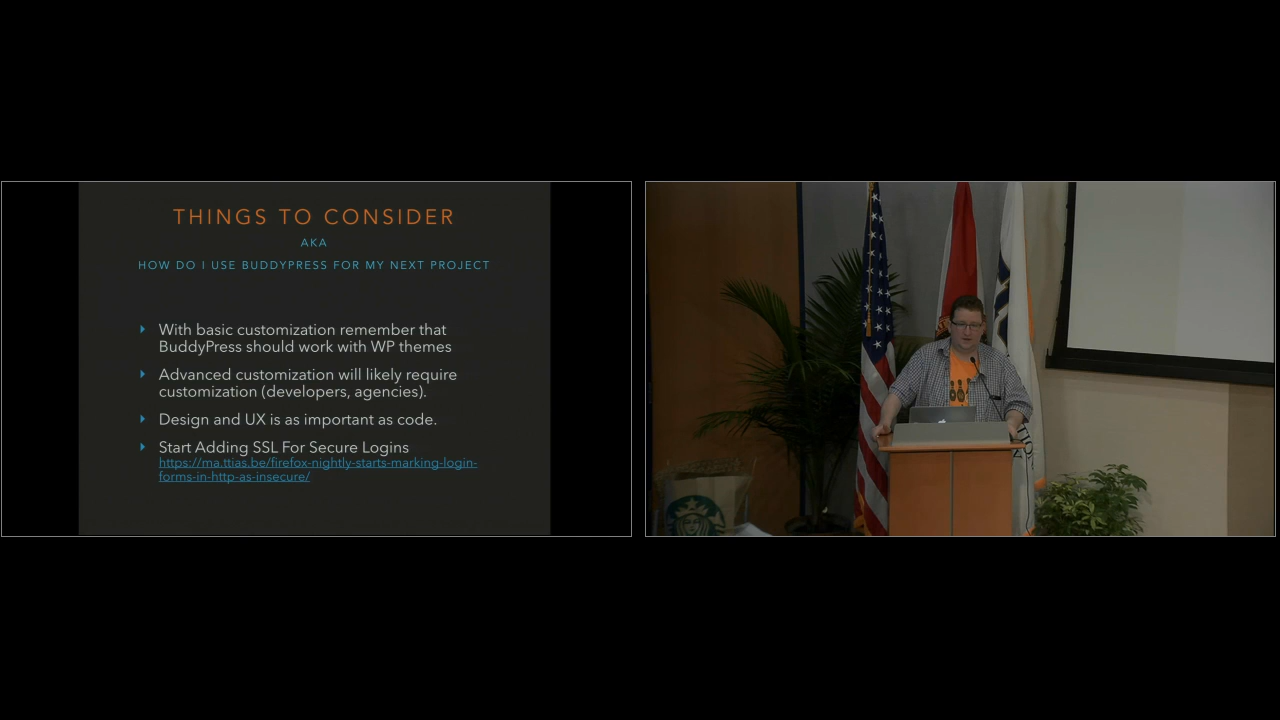 THINGS TO CONSIDER
AKA
HOW DO I USE BUDDYPRESS FOR MY NEXT PROJECT
With basic customization remember that
BuddyPress should work with WP themes
Advanced customization will likely require
customization (developers, agencies).
Design and UX is as important as code.
Start Adding SSL For Secure Logins
https://ma.ttias.be/firefox-nightly-starts-marking-login-
forms-in-http-as-insecure/